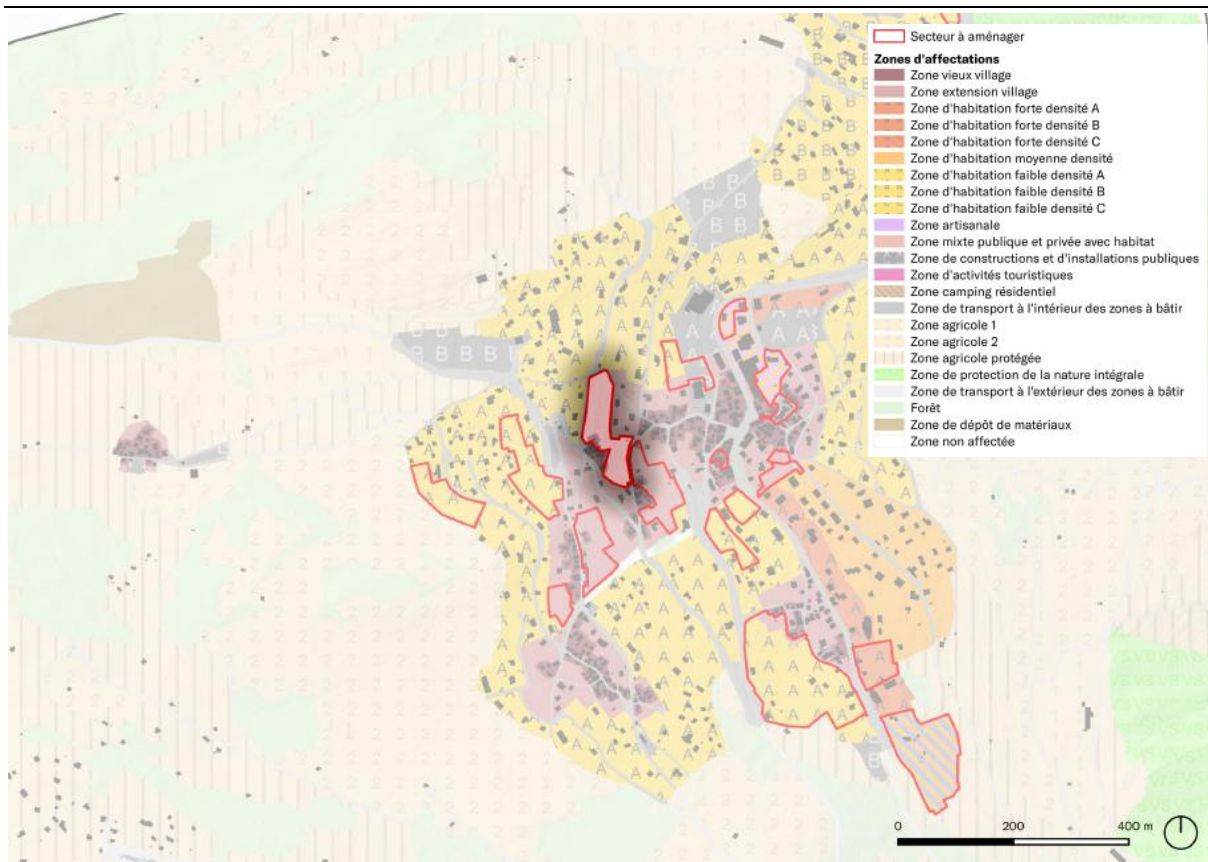 Secteur à aménager
Zones d'affectations
Zone vieux village
Zone extension village
Zone d'habitation forte densité A
Zone d'habitation forte densité B
Zone d'habitation forte densité C
Zone d'habitation moyenne densité
Zone d'habitation faible densité A
Zone d'habitation faible densité B
Zone d'habitation faible densité C
Zone artisanale
Zone mixte publique et privée avec habitat
Zone de constructions et d'installations publiques
Zone d'activités touristiques
Zone camping résidentiel
Zone de transport à l'intérieur des zones à bâtir
Zone agricole 1
Zone agricole 2
Zone agricole protégée
Zone de protection de la nature intégrale
Zone de transport à l'extérieur des zones à bâtir
Forêt
Zone de dépôt de matériaux
Zone non affectée
0 200 400 m